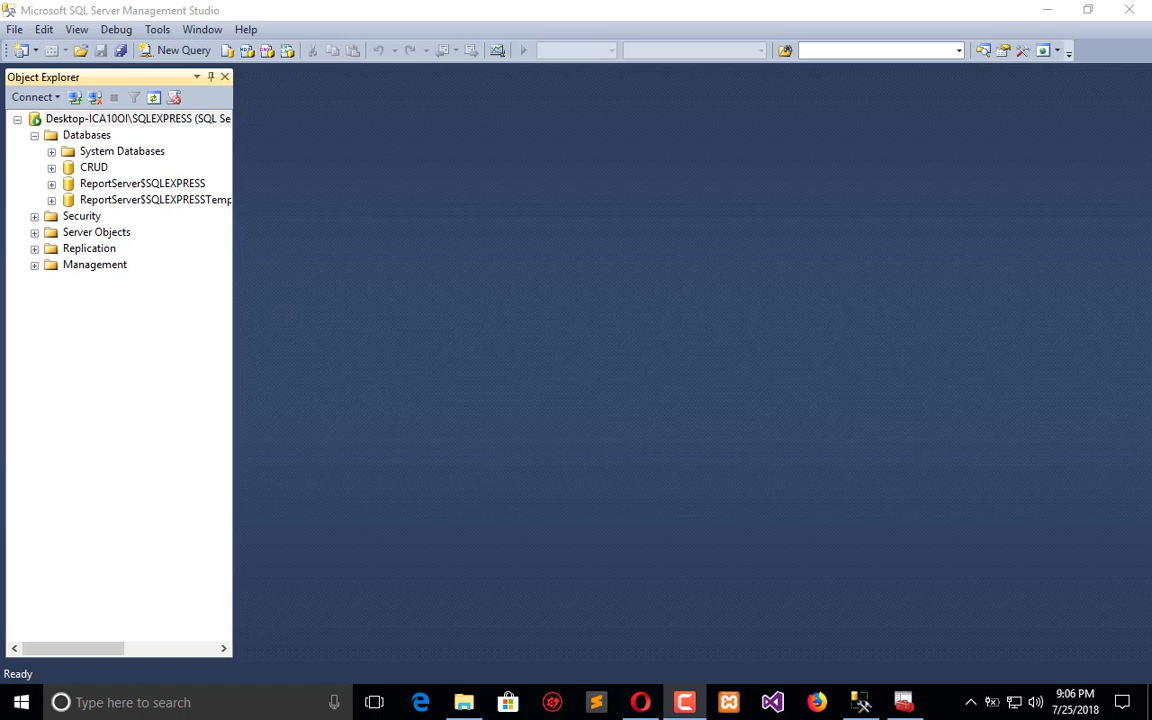 Microsoft SQL Server Management Studio
File Edit View Debug Tools Window Help
New Query
Object Explorer
Connect
Desktop-ICA10OI\SQLEXPRESS (SQL Se
Databases
System Databases
CRUD
ReportServer$SQLEXPRESS
ReportServer$SQLEXPRESSTemp
Security
Server Objects
Replication
Management
Ready
Type here to search
9:06 PM
7/25/2018